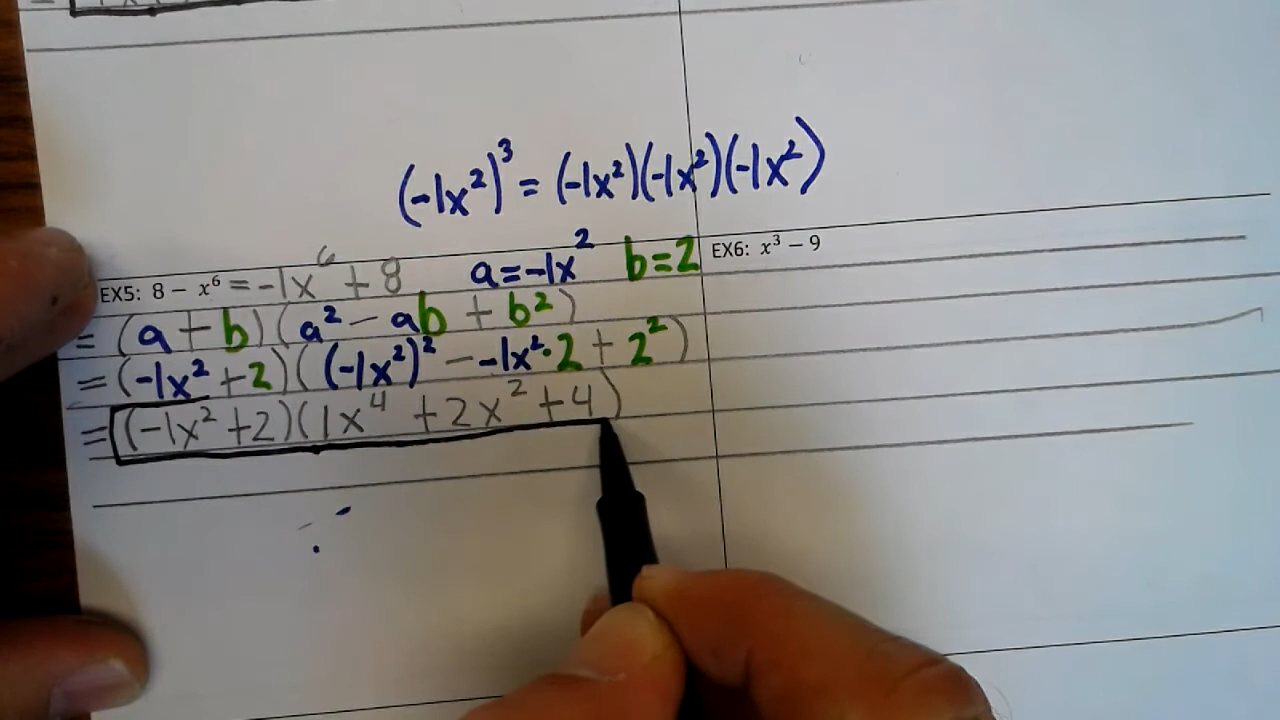 (-1x²)³ = (-1x²)(-1x²)(-1x²)
EX5: 8 − x⁶ = -1x⁶ + 8 a = -1x² b = 2
= (a + b)(a² − ab + b²)
= (-1x² + 2)((-1x²)² − -1x²·2 + 2²)
= (-1x² + 2)(1x⁴ + 2x² + 4)
EX6: x³ − 9